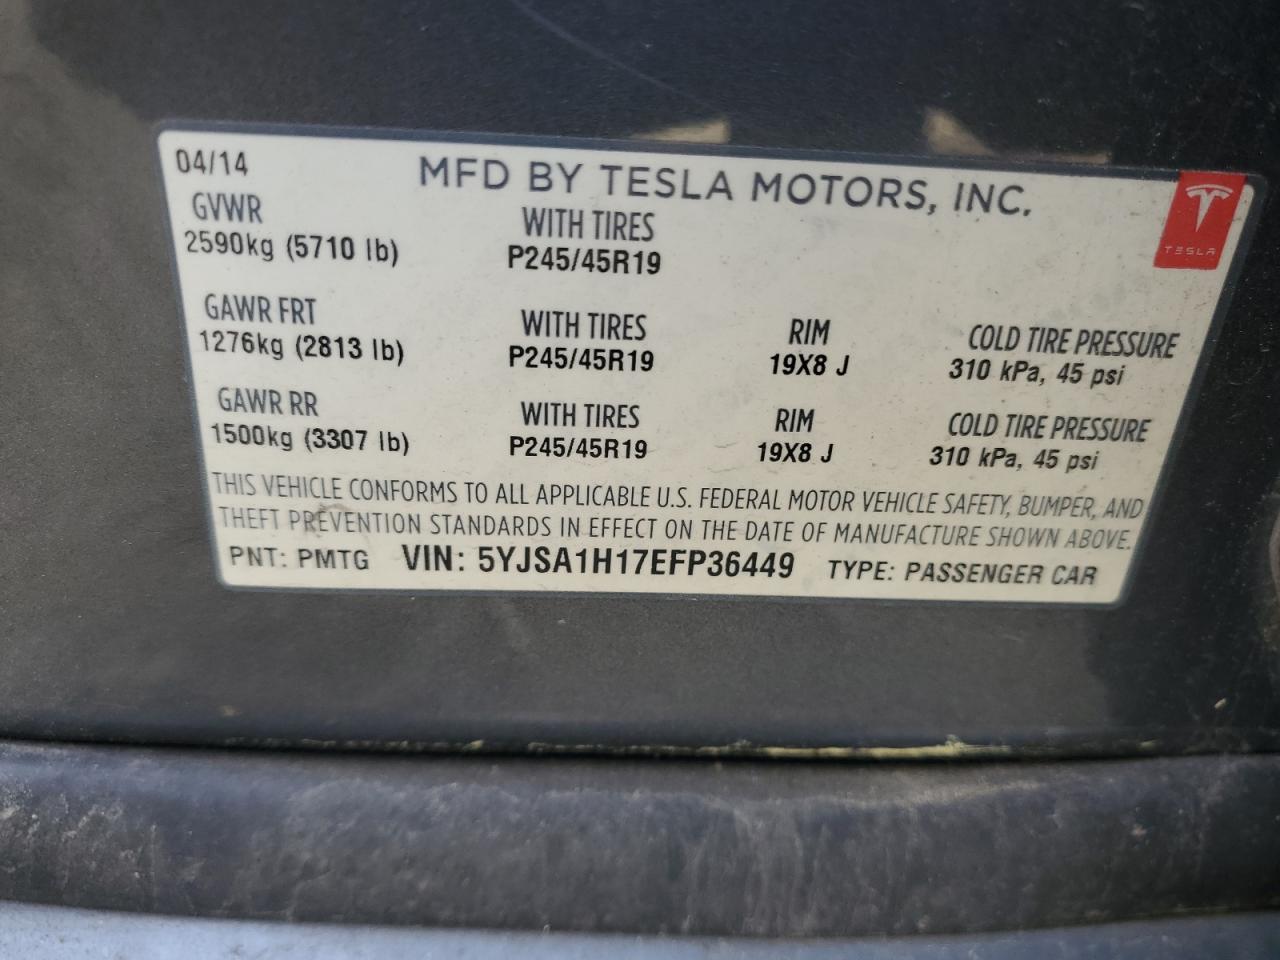 04/14 MFD BY TESLA MOTORS, INC.
TESLA
GVWR WITH TIRES
2590kg (5710 lb) P245/45R19
GAWR FRT WITH TIRES RIM COLD TIRE PRESSURE
1276kg (2813 lb) P245/45R19 19X8 J 310 kPa, 45 psi
GAWR RR WITH TIRES RIM COLD TIRE PRESSURE
1500kg (3307 lb) P245/45R19 19X8 J 310 kPa, 45 psi
THIS VEHICLE CONFORMS TO ALL APPLICABLE U.S. FEDERAL MOTOR VEHICLE SAFETY, BUMPER, AND
THEFT PREVENTION STANDARDS IN EFFECT ON THE DATE OF MANUFACTURE SHOWN ABOVE.
PNT: PMTG VIN: 5YJSA1H17EFP36449 TYPE: PASSENGER CAR